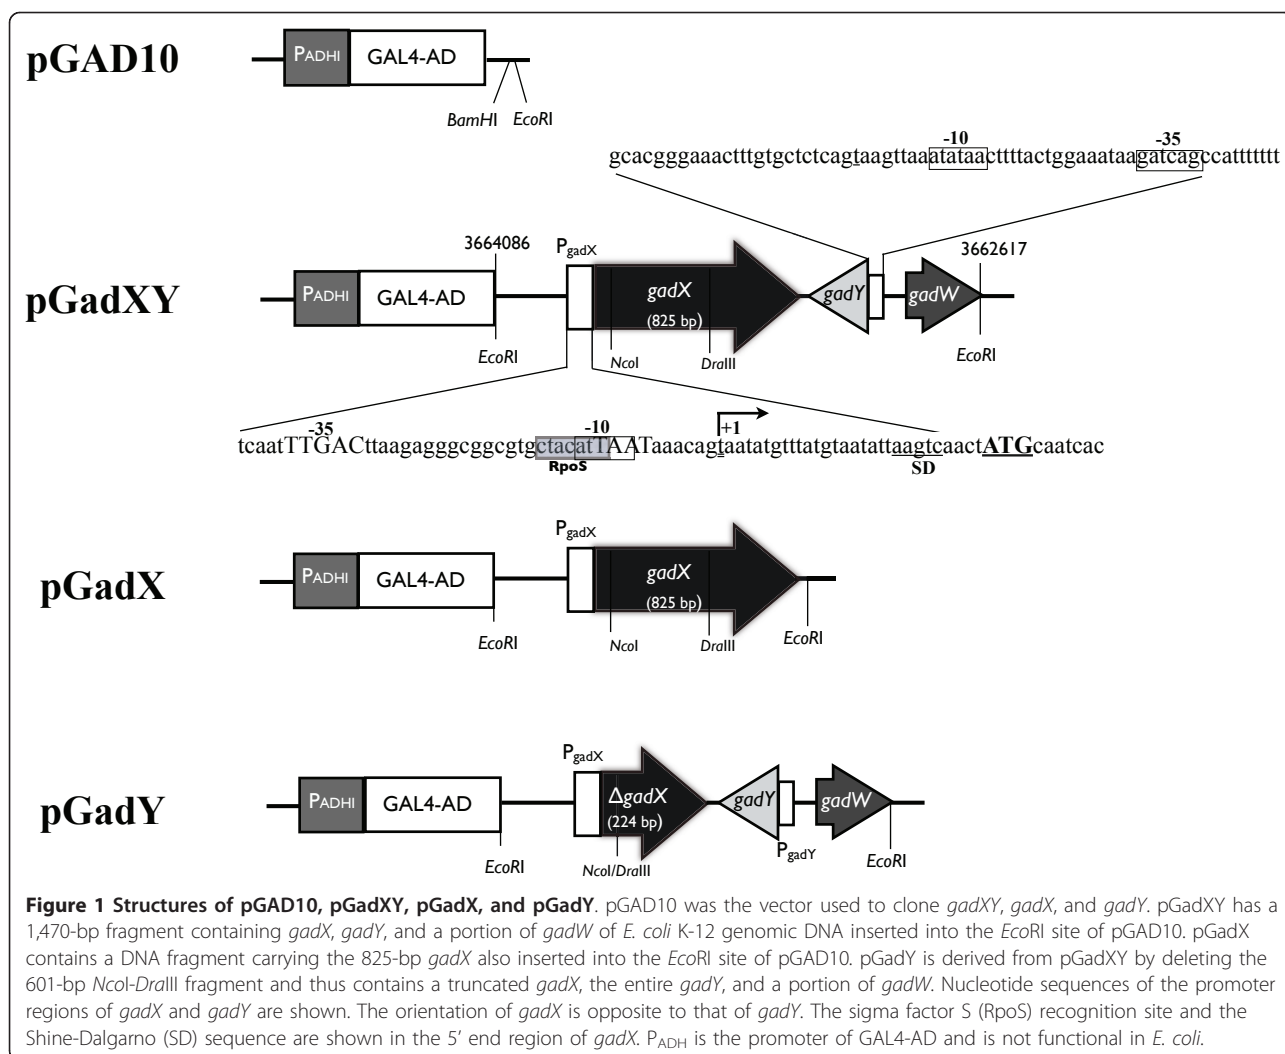 pGAD10
PADHI
GAL4-AD
BamHI
EcoRI
-10
-35
gcacgggaaactttgtgctctcagtaagttaaatataacttttactggaaataagatcagccattttttt
pGadXY
3664086
PgadX
3662617
PADHI
GAL4-AD
gadX
(825 bp)
gadY
gadW
EcoRI
NcoI
DraIII
EcoRI
-35
-10
+1
tcaatTTGACttaagagggcggcgtgctacatTAATaaacagtaatatgtttatgtaatattaagtcaactATGcaatcac
RpoS
SD
pGadX
PgadX
PADHI
GAL4-AD
gadX
(825 bp)
EcoRI
NcoI
DraIII
EcoRI
pGadY
PgadX
PADHI
GAL4-AD
ΔgadX
(224 bp)
gadY
gadW
PgadY
EcoRI
NcoI/DraIII
EcoRI
Figure 1 Structures of pGAD10, pGadXY, pGadX, and pGadY. pGAD10 was the vector used to clone gadXY, gadX, and gadY. pGadXY has a
1,470-bp fragment containing gadX, gadY, and a portion of gadW of E. coli K-12 genomic DNA inserted into the EcoRI site of pGAD10. pGadX
contains a DNA fragment carrying the 825-bp gadX also inserted into the EcoRI site of pGAD10. pGadY is derived from pGadXY by deleting the
601-bp NcoI-DraIII fragment and thus contains a truncated gadX, the entire gadY, and a portion of gadW. Nucleotide sequences of the promoter
regions of gadX and gadY are shown. The orientation of gadX is opposite to that of gadY. The sigma factor S (RpoS) recognition site and the
Shine-Dalgarno (SD) sequence are shown in the 5' end region of gadX. PADH is the promoter of GAL4-AD and is not functional in E. coli.